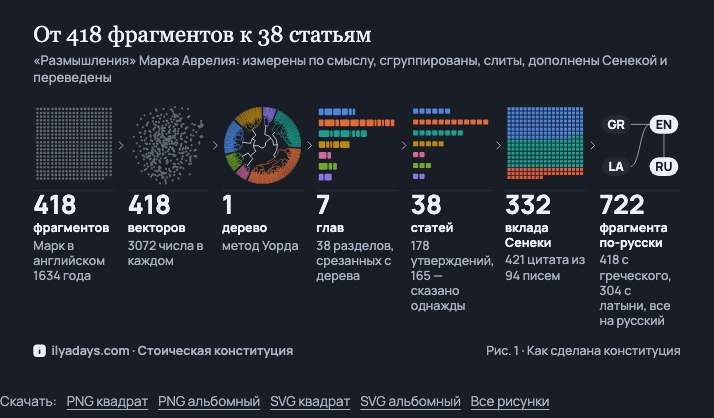 От 418 фрагментов к 38 статьям
«Размышления» Марка Аврелия: измерены по смыслу, сгруппированы, слиты, дополнены Сенекой и
переведены
GR
EN
LA
RU
418
фрагментов
Марк в
английском
1634 года
418
векторов
3072 числа в
каждом
1
дерево
метод Уорда
7
глав
38 разделов,
срезанных с
дерева
38
статей
178
утверждений,
165 —
сказано
однажды
332
вклада
Сенеки
421 цитата из
94 писем
722
фрагмента
по-русски
418 с
греческого,
304 с
латыни, все
на русский
i ilyadays.com · Стоическая конституция
Рис. 1 · Как сделана конституция
Скачать: PNG квадрат PNG альбомный SVG квадрат SVG альбомный Все рисунки